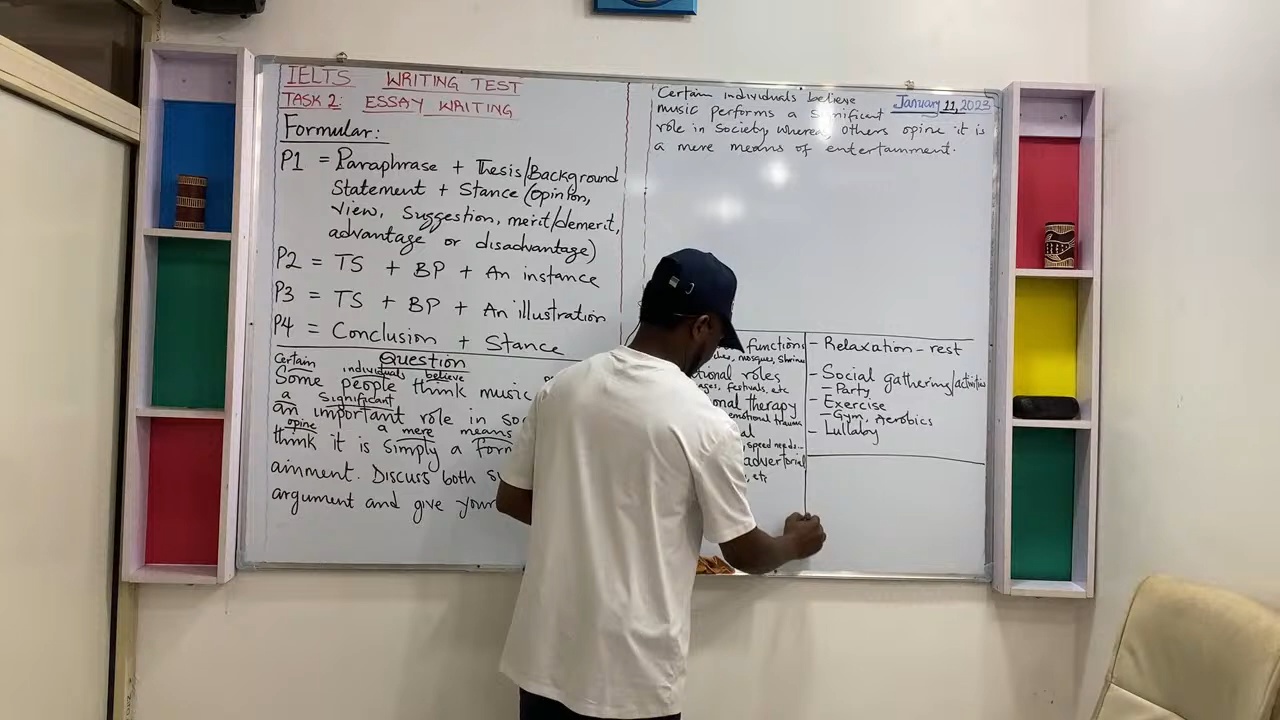 IELTS WRITING TEST
TASK 2: ESSAY WRITING
Formular:
P1 = Paraphrase + Thesis/Background
Statement + Stance (opinion,
view, suggestion, merit/demerit,
advantage or disadvantage)
P2 = TS + BP + An instance
P3 = TS + BP + An illustration
P4 = Conclusion + Stance
Question
Certain individuals believe
Some people think music
a significant
an important role in
opine a mere means
think it is simply a form
ainment. Discuss both
argument and give your
January 11, 2023
Certain individuals believe
music performs a significant
role in society, whereas others opine it is
a mere means of entertainment.
functions
mosques, shrines
roles
festivals, etc
therapy
emotional trauma
speed needs...
advertorial
etc
- Relaxation - rest
- Social gathering/activities
- Party
- Exercise
- Gym, Aerobics
- Lullaby